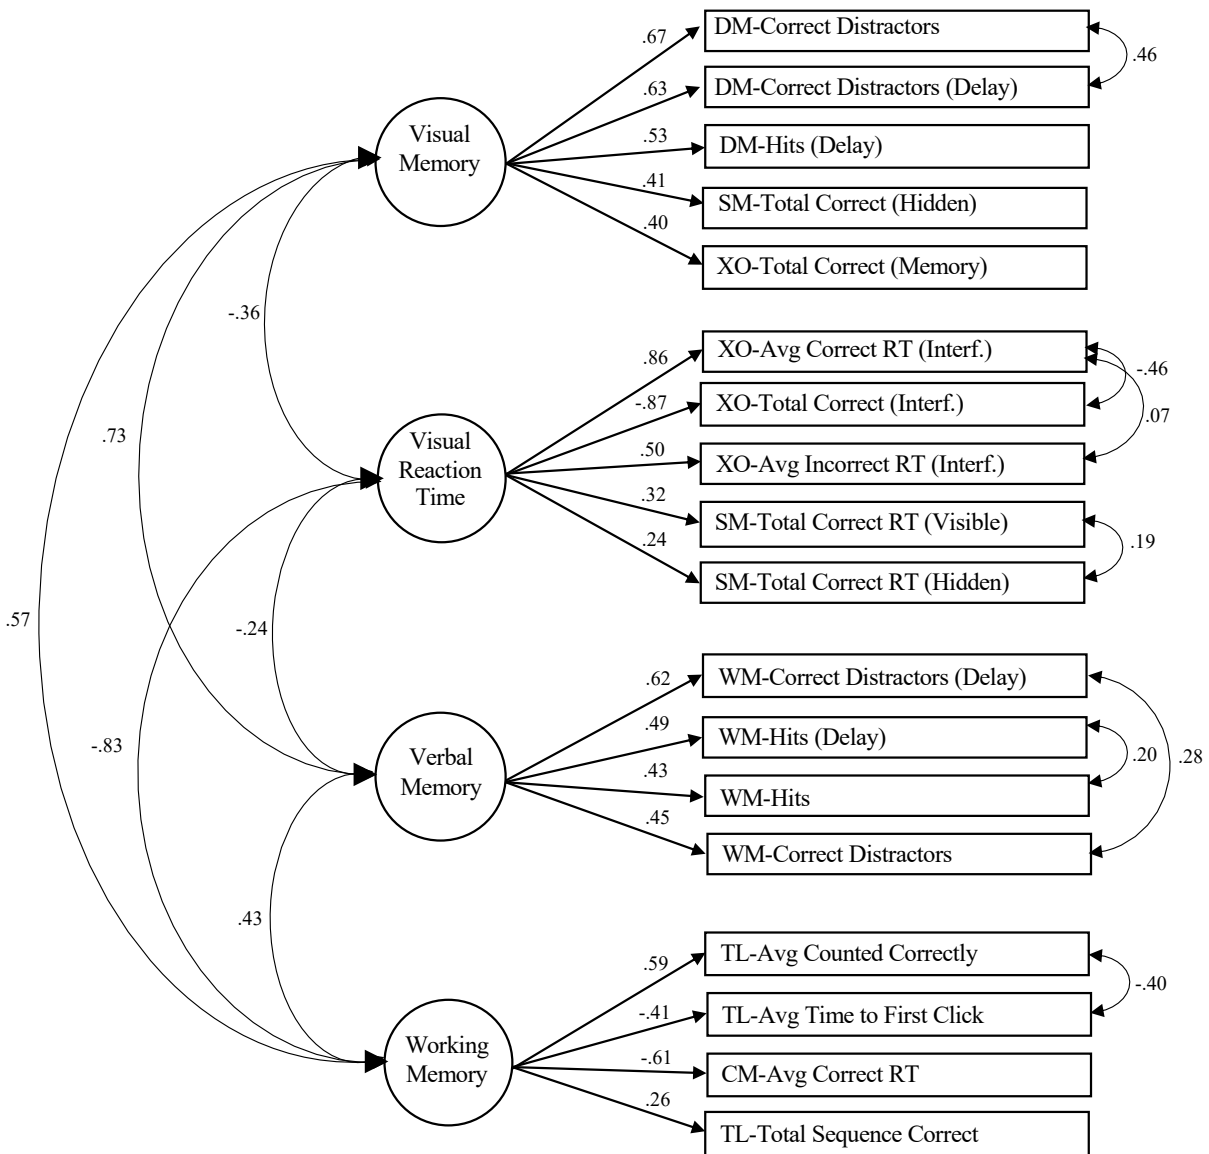 DM-Correct Distractors
.67
.46
DM-Correct Distractors (Delay)
.63
Visual
Memory
.53
DM-Hits (Delay)
.41
SM-Total Correct (Hidden)
.40
XO-Total Correct (Memory)
-.36
XO-Avg Correct RT (Interf.)
.86
-.46
-.87
XO-Total Correct (Interf.)
.07
.73
Visual
Reaction
Time
.50
XO-Avg Incorrect RT (Interf.)
.32
SM-Total Correct RT (Visible)
.19
.24
SM-Total Correct RT (Hidden)
.57
-.24
.62
WM-Correct Distractors (Delay)
.49
WM-Hits (Delay)
.20
.28
-.83
Verbal
Memory
.43
WM-Hits
.45
WM-Correct Distractors
.43
.59
TL-Avg Counted Correctly
-.40
-.41
TL-Avg Time to First Click
Working
Memory
-.61
CM-Avg Correct RT
.26
TL-Total Sequence Correct